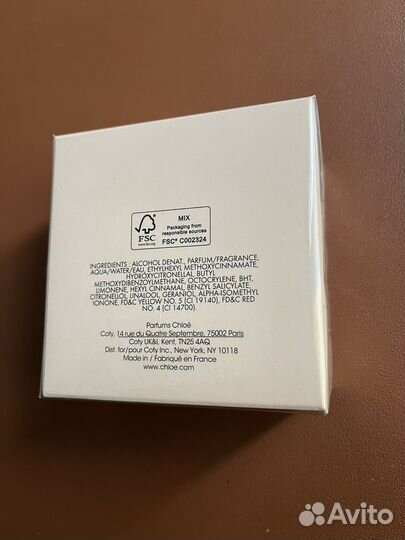 FSC
www.fsc.org
MIX
Packaging from
responsible sources
FSC® C002324
INGREDIENTS : ALCOHOL DENAT., PARFUM/FRAGRANCE,
AQUA/WATER/EAU, ETHYLHEXYL METHOXYCINNAMATE,
HYDROXYCITRONELLAL, BUTYL
METHOXYDIBENZOYLMETHANE, OCTOCRYLENE, BHT,
LIMONENE, HEXYL CINNAMAL, BENZYL SALICYLATE,
CITRONELLOL, LINALOOL, GERANIOL, ALPHA-ISOMETHYL
IONONE, FD&C YELLOW NO. 5 (CI 19140), FD&C RED
NO. 4 (CI 14700).
Parfums Chloé
Coty, 14 rue du Quatre Septembre, 75002 Paris
Coty UK&I, Kent, TN25 4AQ
Dist. for/pour Coty Inc., New York, NY 10118
Made in / Fabriqué en France
www.chloe.com
Avito